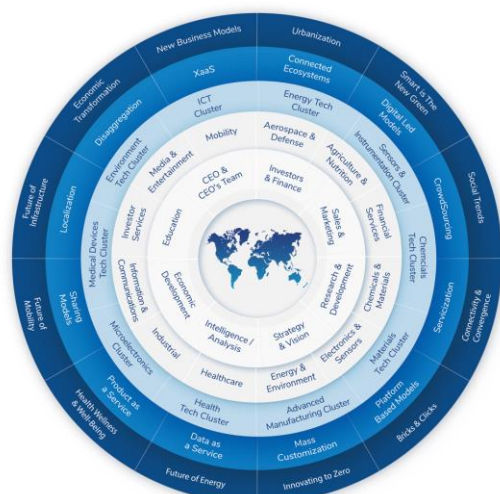 New Business Models
Urbanization
Smart is The
New Green
Social Trends
Connectivity &
Convergence
Bricks & Clicks
Innovating to Zero
Future of Energy
Health Wellness
& Well Being
Future of
Mobility
Future of
Infrastructure
Economic
Transformation
XaaS
Connected
Ecosystems
Digital Led
Models
CrowdSourcing
Servicization
Platform
Based Models
Mass
Customization
Data as
a Service
Product as
a Service
Sharing
Models
Localization
Disaggregation
ICT
Cluster
Energy Tech
Cluster
Sensors &
Instrumentation Cluster
Chemcials
Tech Cluster
Materials
Tech Cluster
Advanced
Manufacturing Cluster
Health
Tech Cluster
Microelectronics
Cluster
Medical Devices
Tech Cluster
Environment
Tech Cluster
Mobility
Aerospace &
Defense
Agriculture &
Nutrition
Financial
Services
Chemicals &
Materials
Electronics &
Sensors
Energy &
Environment
Healthcare
Industrial
Information &
Communications
Investor
Services
Media &
Entertainment
CEO &
CEO's Team
Investors
& Finance
Sales &
Marketing
Research &
Development
Strategy
& Vision
Intelligence /
Analysis
Economic
Development
Education